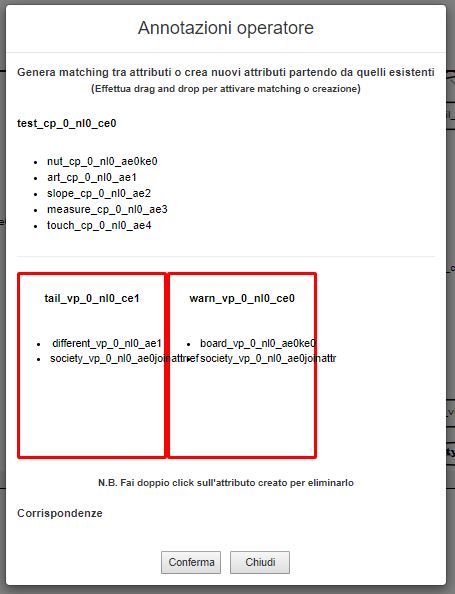 Annotazioni operatore
Genera matching tra attributi o crea nuovi attributi partendo da quelli esistenti
(Effettua drag and drop per attivare matching o creazione)
test_cp_0_nl0_ce0
• nut_cp_0_nl0_ae0ke0
• art_cp_0_nl0_ae1
• slope_cp_0_nl0_ae2
• measure_cp_0_nl0_ae3
• touch_cp_0_nl0_ae4
tail_vp_0_nl0_ce1
• different_vp_0_nl0_ae1
• society_vp_0_nl0_ae0joinattrref
warn_vp_0_nl0_ce0
• board_vp_0_nl0_ae0ke0
• society_vp_0_nl0_ae0joinattr
N.B. Fai doppio click sull'attributo creato per eliminarlo
Corrispondenze
Conferma
Chiudi